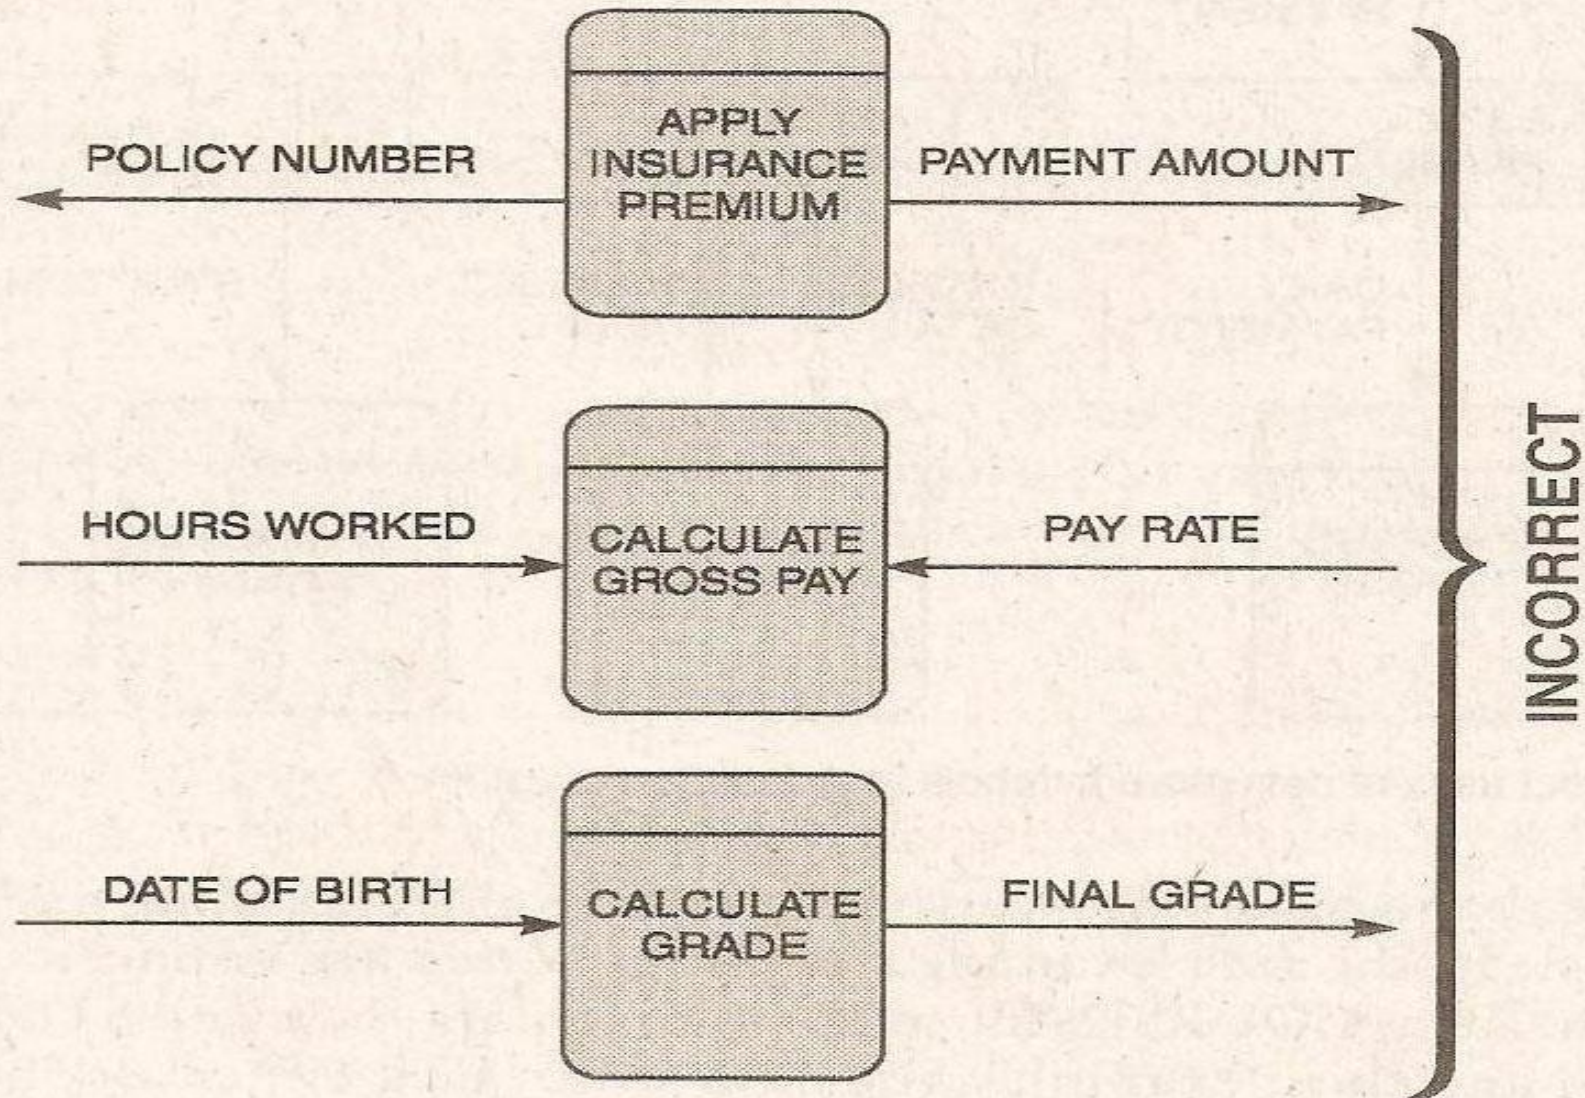 POLICY NUMBER
APPLY
INSURANCE
PREMIUM
PAYMENT AMOUNT
HOURS WORKED
CALCULATE
GROSS PAY
PAY RATE
DATE OF BIRTH
CALCULATE
GRADE
FINAL GRADE
INCORRECT